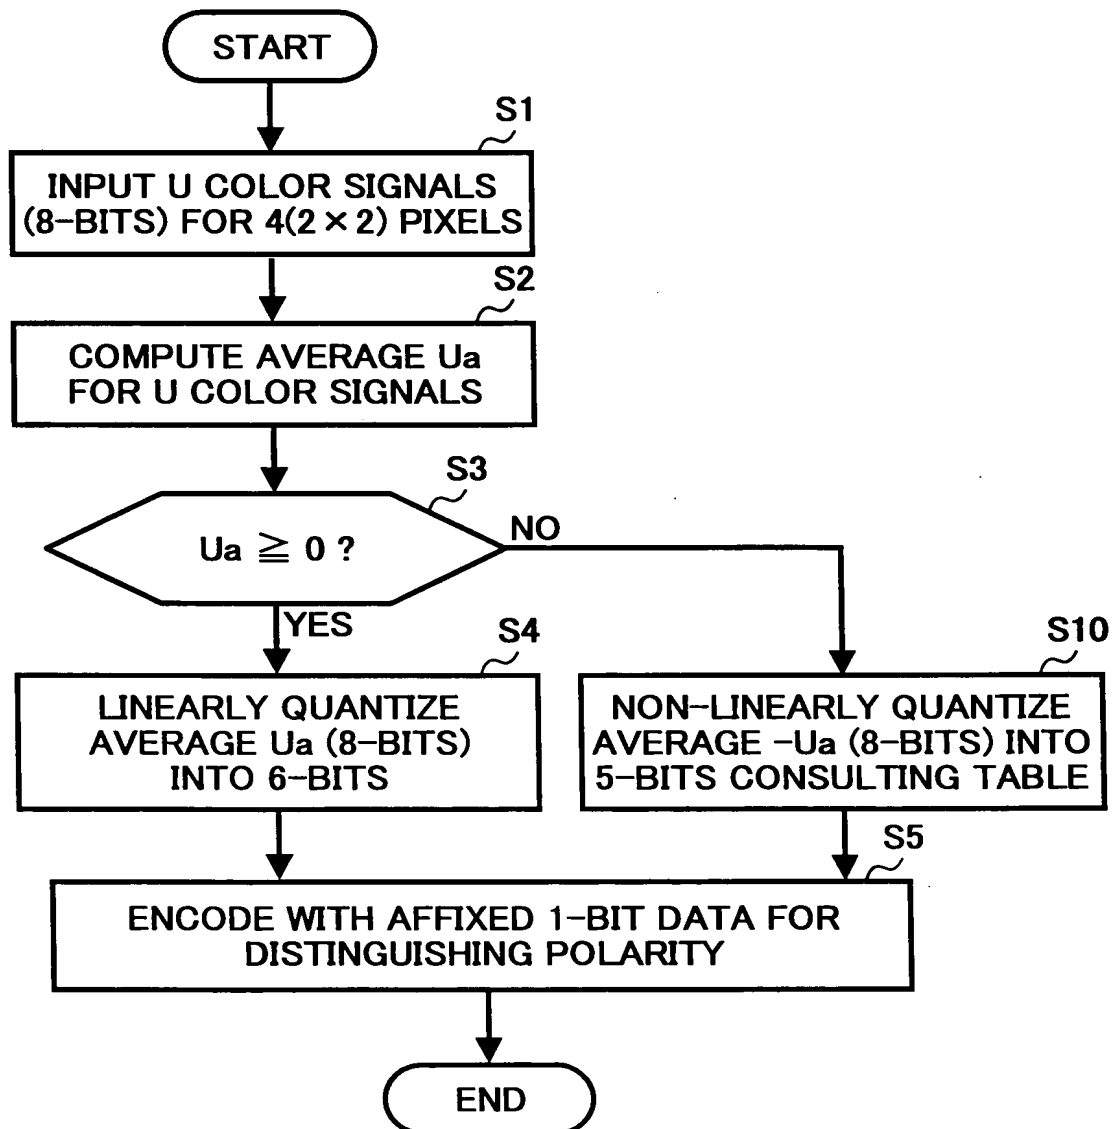 START
S1
INPUT U COLOR SIGNALS
(8-BITS) FOR 4(2×2) PIXELS
S2
COMPUTE AVERAGE Ua
FOR U COLOR SIGNALS
S3
Ua ≧ 0 ?
NO
YES
S4
LINEARLY QUANTIZE
AVERAGE Ua (8-BITS)
INTO 6-BITS
S10
NON-LINEARLY QUANTIZE
AVERAGE -Ua (8-BITS) INTO
5-BITS CONSULTING TABLE
S5
ENCODE WITH AFFIXED 1-BIT DATA FOR
DISTINGUISHING POLARITY
END